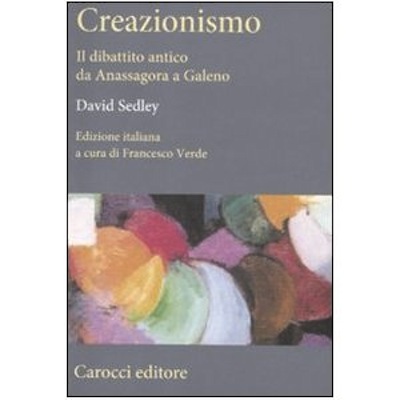 Creazionismo
Il dibattito antico
da Anassagora a Galeno
David Sedley
Edizione italiana
a cura di Francesco Verde
Carocci editore